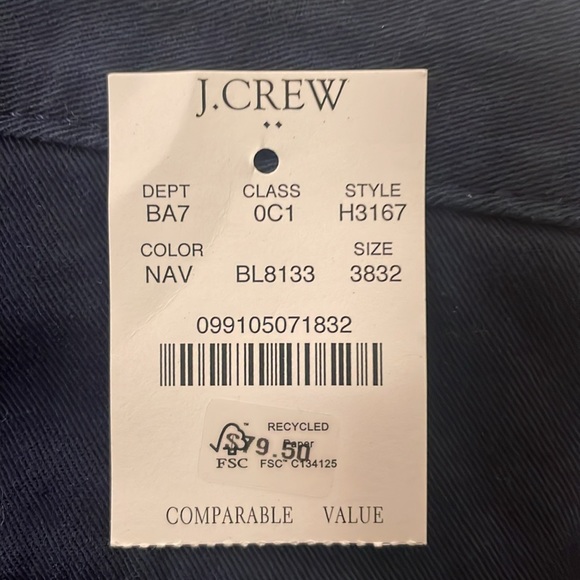 J.CREW
DEPT CLASS STYLE
BA7 0C1 H3167
COLOR SIZE
NAV BL8133 3832
099105071832
RECYCLED
$79.50 Paper
FSC FSC™ C134125
COMPARABLE VALUE